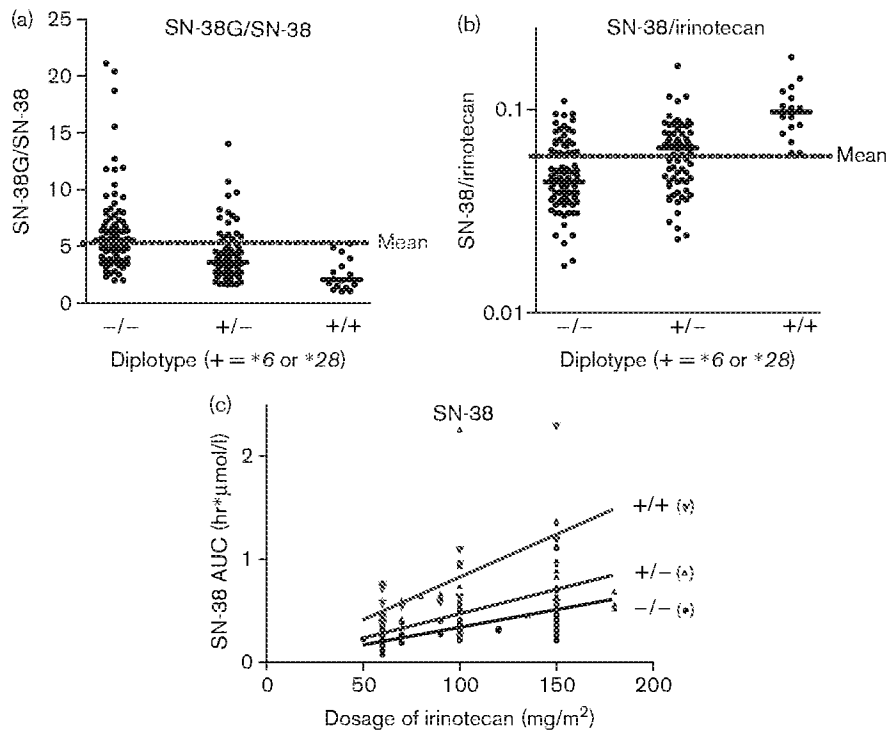 (a)
SN-38G/SN-38
25
20
15
10
5
0
SN-38G/SN-38
Mean
−/−
+/−
+/+
Diplotype (+ = *6 or *28)
(b)
SN-38/irinotecan
0.1
0.01
SN-38/irinotecan
Mean
−/−
+/−
+/+
Diplotype (+ = *6 or *28)
(c)
SN-38
2
1
0
SN-38 AUC (hr*μmol/l)
+/+ (▿)
+/− (▵)
−/− (•)
0
50
100
150
200
Dosage of irinotecan (mg/m²)